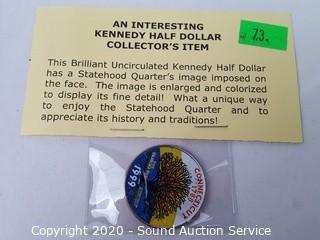 AN INTERESTING
KENNEDY HALF DOLLAR
COLLECTOR'S ITEM
73
This Brilliant Uncirculated Kennedy Half Dollar
has a Statehood Quarter's image imposed on
the face. The image is enlarged and colorized
to display its fine detail! What a unique way
to enjoy the Statehood Quarter and to
appreciate its history and traditions!
CONNECTICUT
1788
1999
Copyright © 2020 - Sound Auction Service